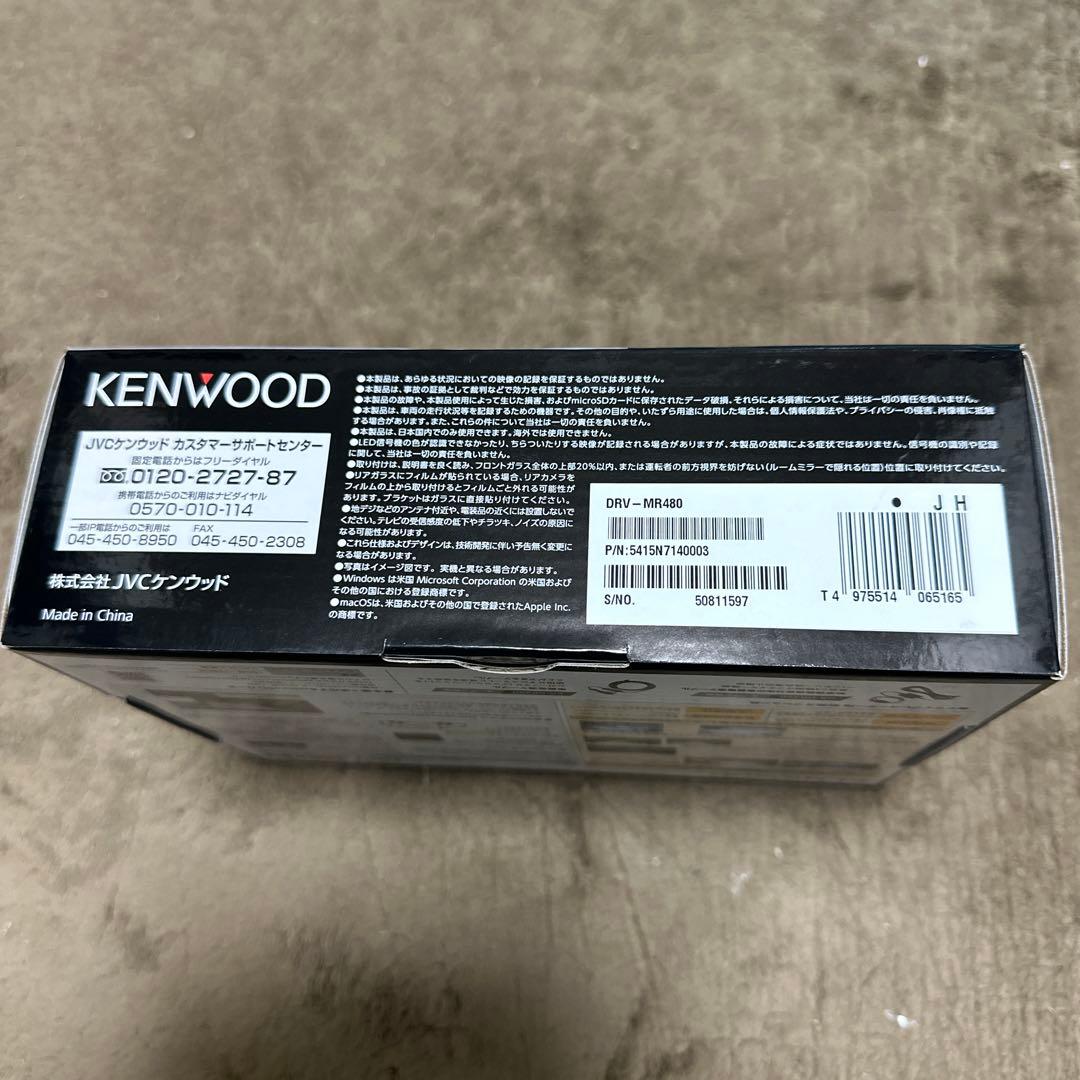 KENWOOD
JVCケンウッド カスタマーサポートセンター
固定電話からはフリーダイヤル
0120-2727-87
携帯電話からのご利用はナビダイヤル
0570-010-114
一部IP電話からのご利用は FAX
045-450-8950 045-450-2308
株式会社 JVCケンウッド
Made in China
●本製品は、あらゆる状況においての映像の記録を保証するものではありません。
●本製品は、事故の証拠として裁判などで効力を保証するものではありません。
●本製品の故障や、本製品使用によって生じた損害、およびmicroSDカードに保存されたデータ破損、それらによる損害について、当社は一切の責任を負いません。
●本製品は、車両の走行状況等を記録するための機器です。その他の目的や、いたずら用途に使用した場合は、個人情報保護法や、プライバシーの侵害、肖像権に抵触
する場合があります。また、これらの件について当社は一切の責任を負いません。
●本製品は、日本国内でのみ使用できます。海外では使用できません。
●LED信号機の色が認識できなかったり、ちらついたりする映像が記録される場合がありますが、本製品の故障による症状ではありません。信号機の識別や記録
に関して、当社は一切の責任を負いません。
●取り付けは、説明書を良く読み、フロントガラス全体の上部20%以内、または運転者の前方視界を妨げない(ルームミラーで隠れる位置)位置に取り付けてください。
●リアガラスにフィルムが貼られている場合、リアカメラを
フィルムの上から取り付けるとフィルムごと外れる可能性が
あります。ブラケットはガラスに直接貼り付けてください。
●地デジなどのアンテナ付近や、電装品の近くには設置しないで
ください。テレビの受信感度の低下やチラツキ、ノイズの原因に
なる可能性があります。
●これら仕様およびデザインは、技術開発に伴い予告無く変更に
なる場合があります。
●写真はイメージ図です。実機と異なる場合があります。
●Windows は米国 Microsoft Corporation の米国および
その他の国における登録商標です。
●macOSは、米国およびその他の国で登録されたApple Inc.
の商標です。
DRV-MR480
P/N:5415N7140003
S/NO. 50811597
● J H
T4 975514 065165